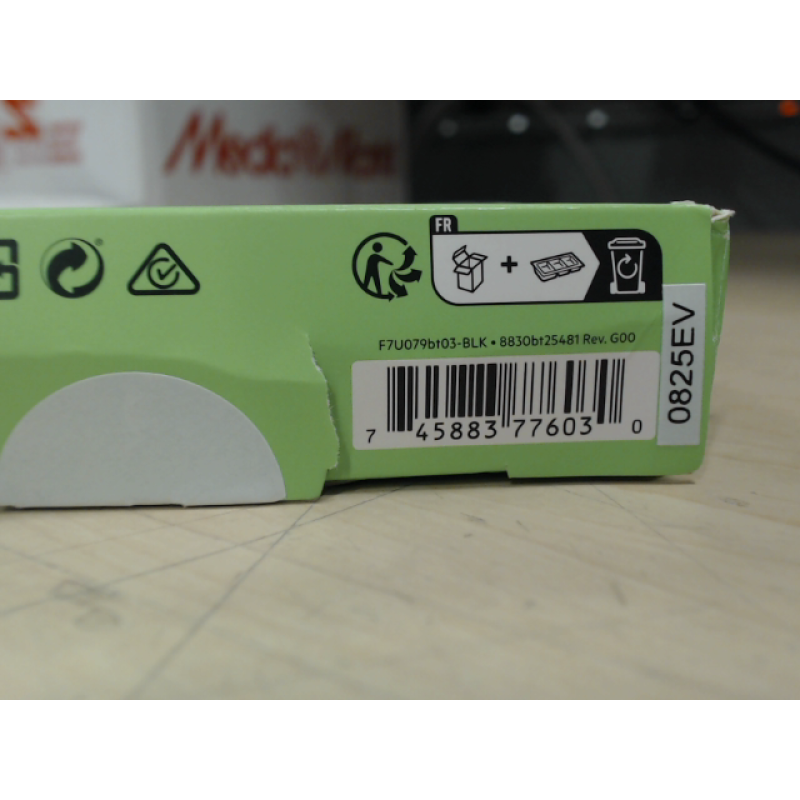 MediaMarkt
FR
F7U079bt03-BLK • 8830bt25481 Rev. G00
7 45883 77603 0
0825EV